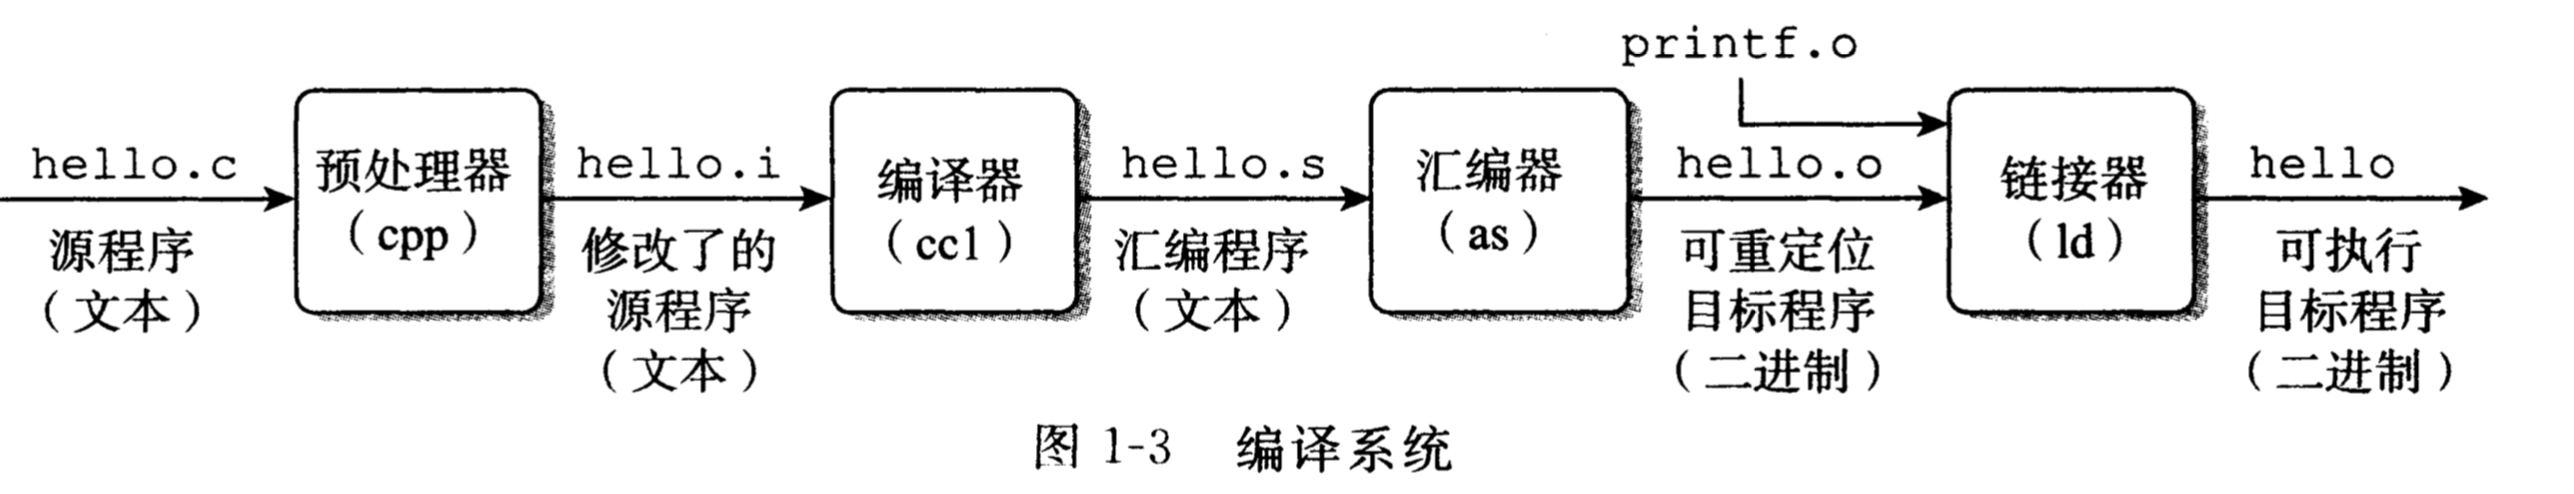 printf.o
hello.c
预处理器
(cpp)
hello.i
编译器
(cc1)
hello.s
汇编器
(as)
hello.o
链接器
(ld)
hello
源程序
(文本)
修改了的
源程序
(文本)
汇编程序
(文本)
可重定位
目标程序
(二进制)
可执行
目标程序
(二进制)
图 1-3 编译系统